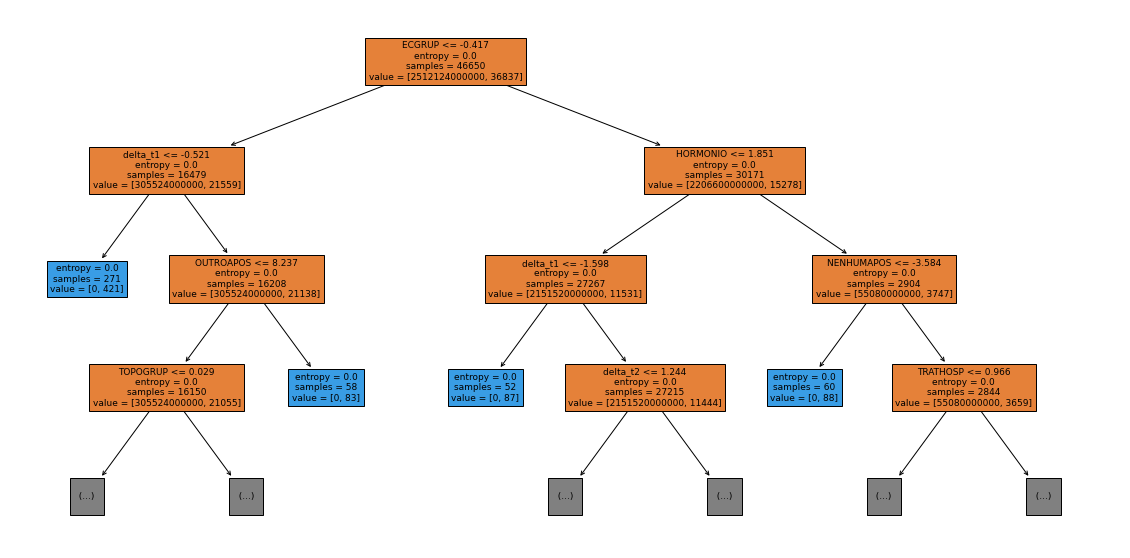 ECGRUP <= -0.417
entropy = 0.0
samples = 46650
value = [2512124000000, 36837]
delta_t1 <= -0.521
entropy = 0.0
samples = 16479
value = [305524000000, 21559]
HORMONIO <= 1.851
entropy = 0.0
samples = 30171
value = [2206600000000, 15278]
entropy = 0.0
samples = 271
value = [0, 421]
OUTROAPOS <= 8.237
entropy = 0.0
samples = 16208
value = [305524000000, 21138]
delta_t1 <= -1.598
entropy = 0.0
samples = 27267
value = [2151520000000, 11531]
NENHUMAPOS <= -3.584
entropy = 0.0
samples = 2904
value = [55080000000, 3747]
TOPOGRUP <= 0.029
entropy = 0.0
samples = 16150
value = [305524000000, 21055]
entropy = 0.0
samples = 58
value = [0, 83]
entropy = 0.0
samples = 52
value = [0, 87]
delta_t2 <= 1.244
entropy = 0.0
samples = 27215
value = [2151520000000, 11444]
entropy = 0.0
samples = 60
value = [0, 88]
TRATHOSP <= 0.966
entropy = 0.0
samples = 2844
value = [55080000000, 3659]
(...)
(...)
(...)
(...)
(...)
(...)